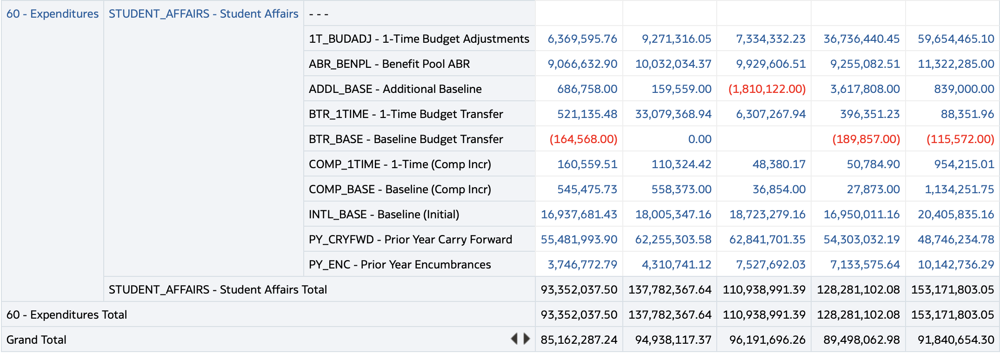 60 - Expenditures STUDENT_AFFAIRS - Student Affairs - - -
1T_BUDADJ - 1-Time Budget Adjustments 6,369,595.76 9,271,316.05 7,334,332.23 36,736,440.45 59,654,465.10
ABR_BENPL - Benefit Pool ABR 9,066,632.90 10,032,034.37 9,929,606.51 9,255,082.51 11,322,285.00
ADDL_BASE - Additional Baseline 686,758.00 159,559.00 (1,810,122.00) 3,617,808.00 839,000.00
BTR_1TIME - 1-Time Budget Transfer 521,135.48 33,079,368.94 6,307,267.94 396,351.23 88,351.96
BTR_BASE - Baseline Budget Transfer (164,568.00) 0.00 (189,857.00) (115,572.00)
COMP_1TIME - 1-Time (Comp Incr) 160,559.51 110,324.42 48,380.17 50,784.90 954,215.01
COMP_BASE - Baseline (Comp Incr) 545,475.73 558,373.00 36,854.00 27,873.00 1,134,251.75
INTL_BASE - Baseline (Initial) 16,937,681.43 18,005,347.16 18,723,279.16 16,950,011.16 20,405,835.16
PY_CRYFWD - Prior Year Carry Forward 55,481,993.90 62,255,303.58 62,841,701.35 54,303,032.19 48,746,234.78
PY_ENC - Prior Year Encumbrances 3,746,772.79 4,310,741.12 7,527,692.03 7,133,575.64 10,142,736.29
STUDENT_AFFAIRS - Student Affairs Total 93,352,037.50 137,782,367.64 110,938,991.39 128,281,102.08 153,171,803.05
60 - Expenditures Total 93,352,037.50 137,782,367.64 110,938,991.39 128,281,102.08 153,171,803.05
Grand Total 85,162,287.24 94,938,117.37 96,191,696.26 89,498,062.98 91,840,654.30